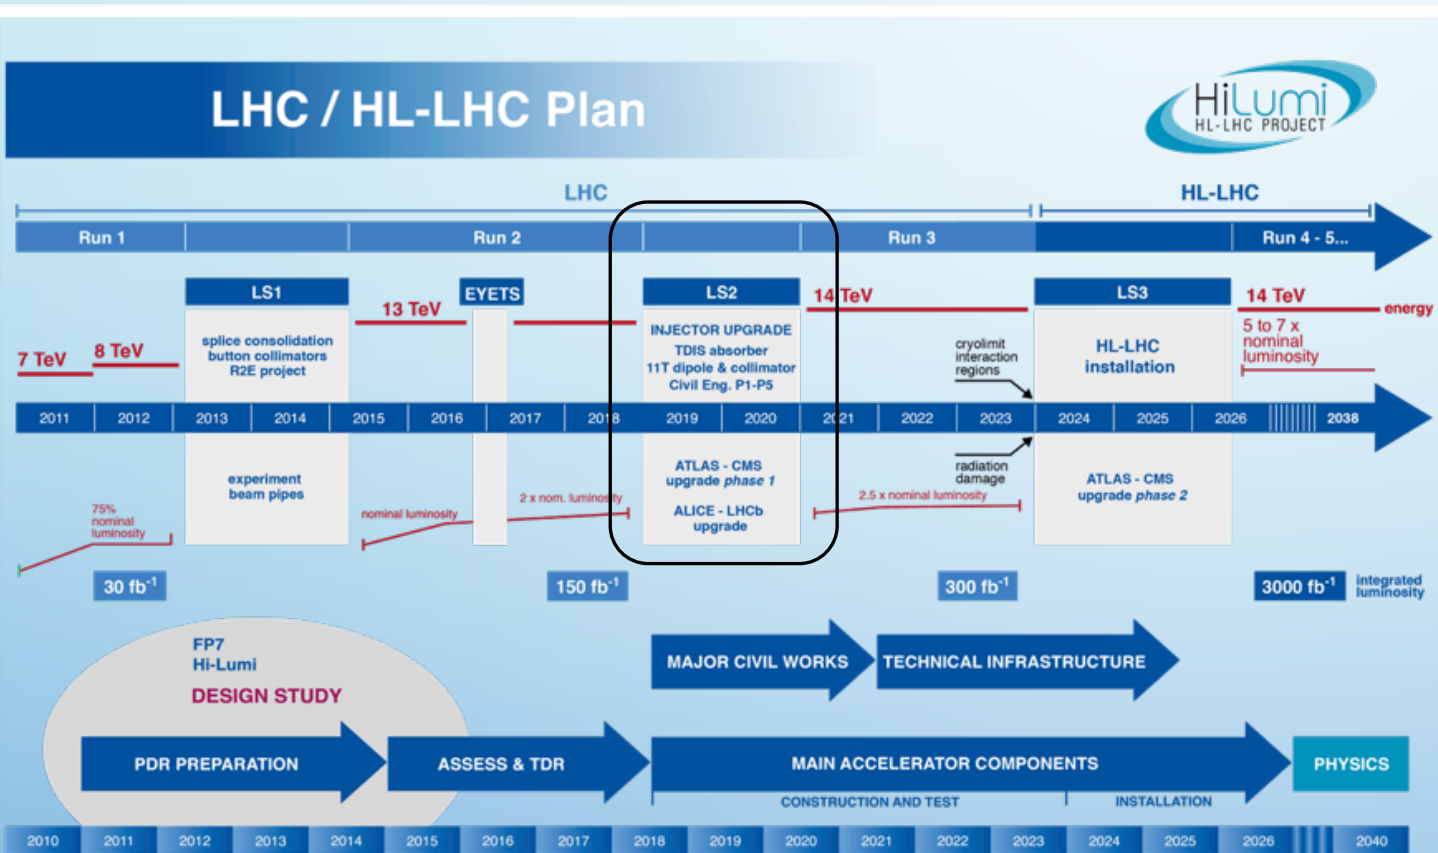 LHC / HL-LHC Plan
HiLumi
HL-LHC PROJECT
LHC
HL-LHC
Run 1
Run 2
Run 3
Run 4 - 5...
LS1
EYETS
LS2
LS3
13 TeV
14 TeV
14 TeV
energy
7 TeV
8 TeV
splice consolidation
button collimators
R2E project
INJECTOR UPGRADE
TDIS absorber
11T dipole & collimator
Civil Eng. P1-P5
cryolimit
interaction
regions
HL-LHC
installation
5 to 7 x
nominal
luminosity
2011 2012 2013 2014 2015 2016 2017 2018 2019 2020 2021 2022 2023 2024 2025 2026 2038
75%
nominal
luminosity
experiment
beam pipes
nominal luminosity
2 x nom. luminosity
ATLAS - CMS
upgrade phase 1
ALICE - LHCb
upgrade
2.5 x nominal luminosity
radiation
damage
ATLAS - CMS
upgrade phase 2
30 fb-1
150 fb-1
300 fb-1
3000 fb-1
integrated
luminosity
FP7
Hi-Lumi
DESIGN STUDY
MAJOR CIVIL WORKS
TECHNICAL INFRASTRUCTURE
PDR PREPARATION
ASSESS & TDR
MAIN ACCELERATOR COMPONENTS
PHYSICS
CONSTRUCTION AND TEST
INSTALLATION
2010 2011 2012 2013 2014 2015 2016 2017 2018 2019 2020 2021 2022 2023 2024 2025 2026 2040